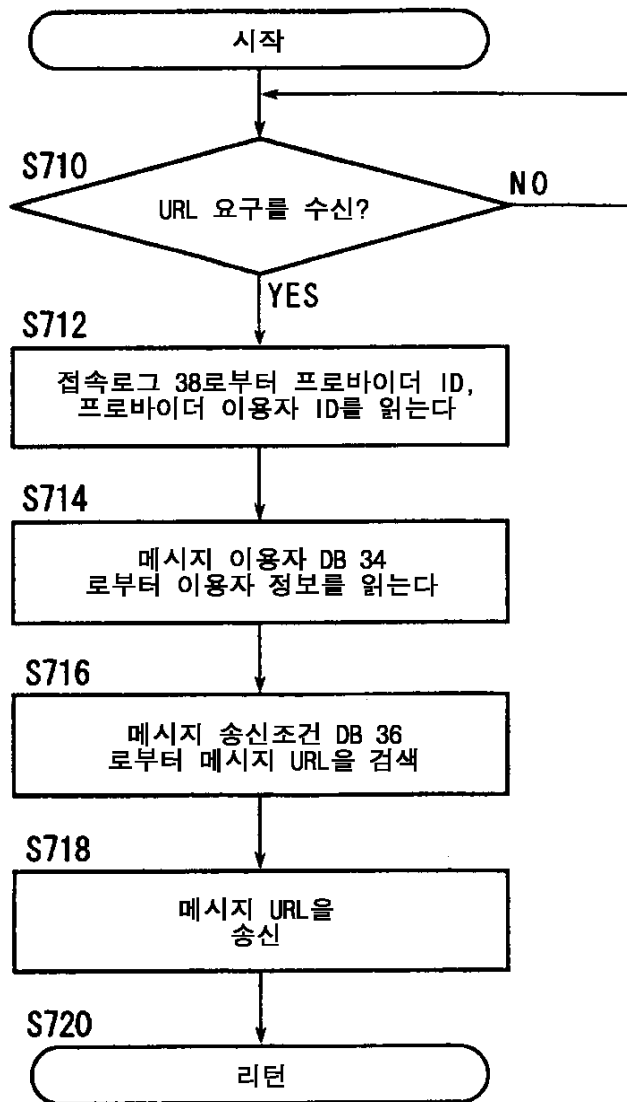 시작
S710
URL 요구를 수신?
NO
YES
S712
접속로그 38로부터 프로바이더 ID,
프로바이더 이용자 ID를 읽는다
S714
메시지 이용자 DB 34
로부터 이용자 정보를 읽는다
S716
메시지 송신조건 DB 36
로부터 메시지 URL을 검색
S718
메시지 URL을
송신
S720
리턴